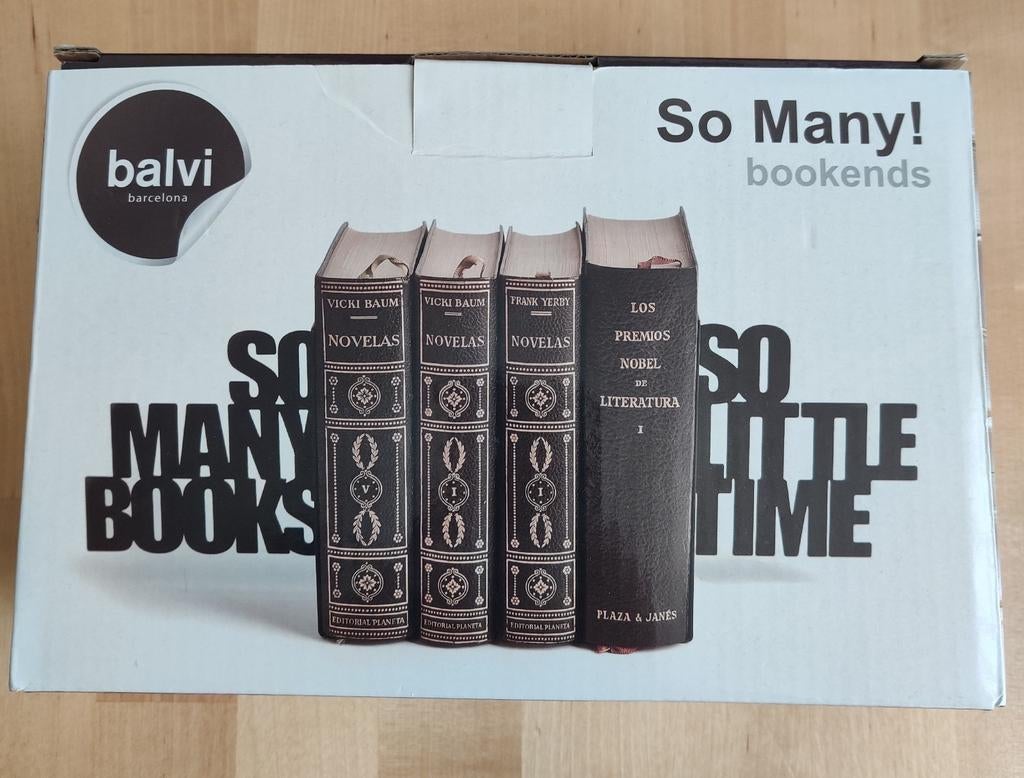 balvi
barcelona
So Many!
bookends
SO
MANY
BOOKS
VICKI BAUM
NOVELAS
V
EDITORIAL PLANETA
VICKI BAUM
NOVELAS
I
EDITORIAL PLANETA
FRANK YERBY
NOVELAS
I
EDITORIAL PLANETA
LOS
PREMIOS
NOBEL
DE
LITERATURA
I
PLAZA & JANÉS
SO
LITTLE
TIME